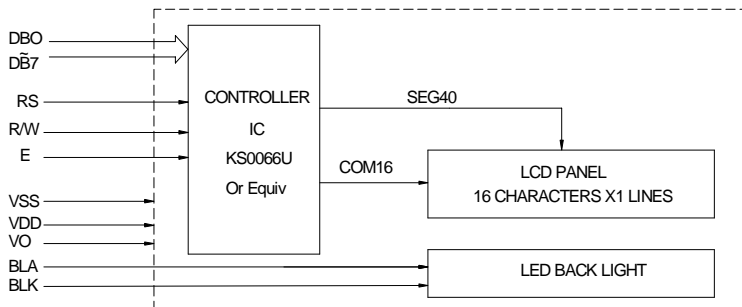 DBO
~
DB7
RS
R/W
E
VSS
VDD
VO
BLA
BLK
CONTROLLER
IC
KS0066U
Or Equiv
SEG40
COM16
LCD PANEL
16 CHARACTERS X1 LINES
LED BACK LIGHT